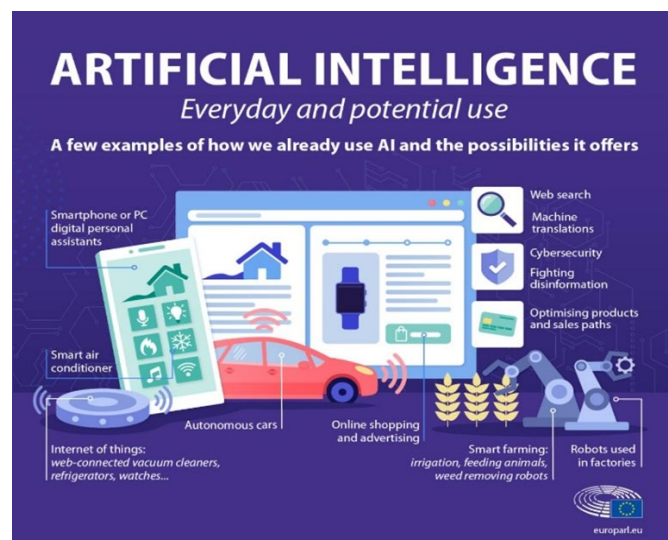 ARTIFICIAL INTELLIGENCE
Everyday and potential use
A few examples of how we already use AI and the possibilities it offers
Smartphone or PC
digital personal
assistants
Web search
Machine
translations
Cybersecurity
Fighting
disinformation
Optimising products
and sales paths
Smart air
conditioner
Autonomous cars
Online shopping
and advertising
Internet of things:
web-connected vacuum cleaners,
refrigerators, watches...
Smart farming:
irrigation, feeding animals,
weed removing robots
Robots used
in factories
europarl.eu